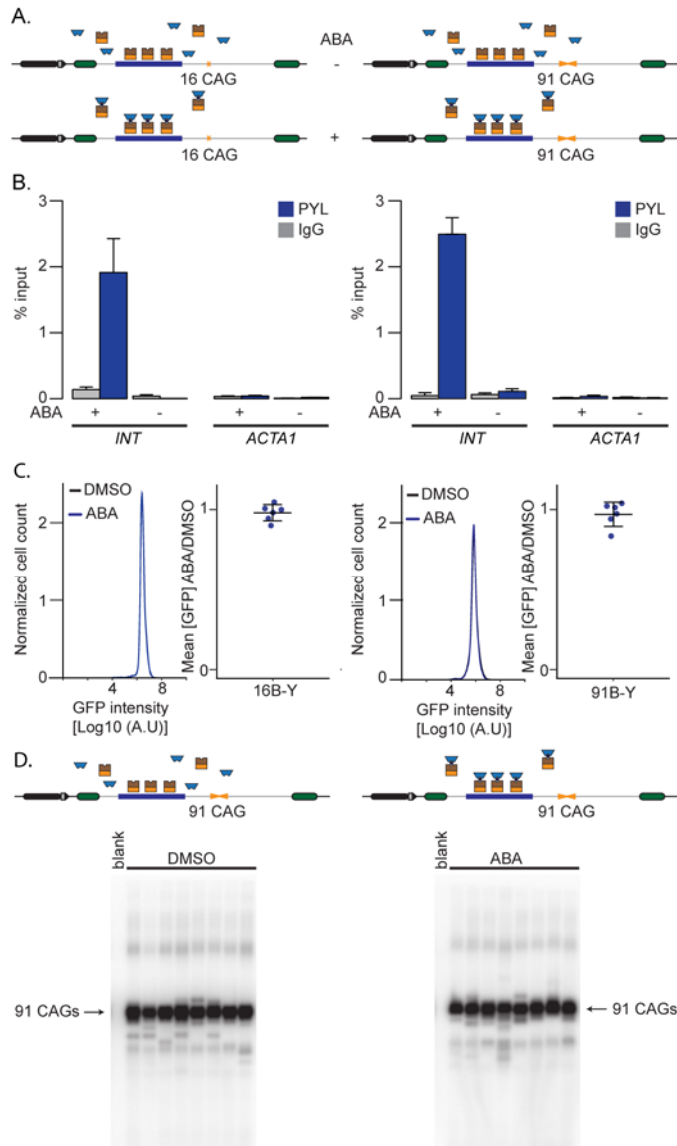 A.
ABA
16 CAG - 91 CAG
16 CAG + 91 CAG
B.
3
2
1
0
% input
PYL
IgG
ABA + - + -
INT ACTA1
3
2
1
0
% input
PYL
IgG
ABA + - + -
INT ACTA1
C.
DMSO
ABA
Normalized cell count
2
1
0
4 8
GFP intensity
[Log10 (A.U)]
Mean [GFP] ABA/DMSO
1
0
16B-Y
DMSO
ABA
Normalized cell count
2
1
0
4 8
GFP intensity
[Log10 (A.U)]
Mean [GFP] ABA/DMSO
1
0
91B-Y
D.
91 CAG 91 CAG
blank
DMSO
91 CAGs →
blank
ABA
← 91 CAGs